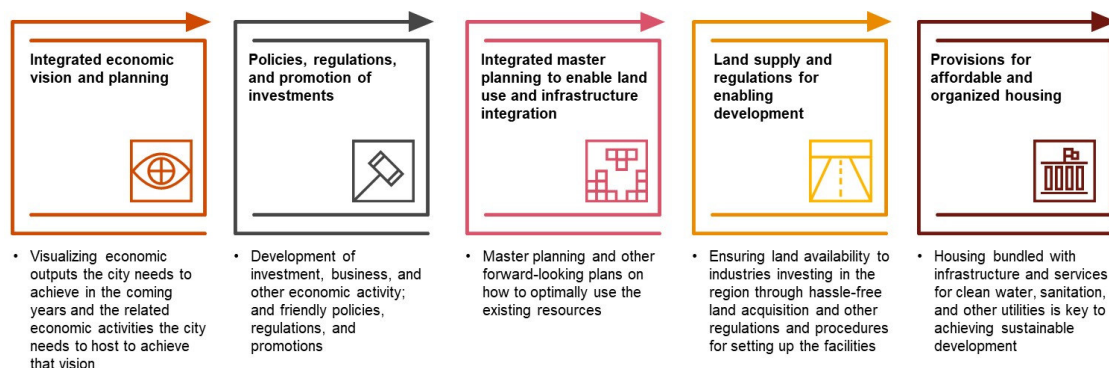 Integrated economic
vision and planning
Policies, regulations,
and promotion of
investments
Integrated master
planning to enable land
use and infrastructure
integration
Land supply and
regulations for
enabling
development
Provisions for
affordable and
organized housing
• Visualizing economic
outputs the city needs to
achieve in the coming
years and the related
economic activities the city
needs to host to achieve
that vision
• Development of
investment, business, and
other economic activity;
and friendly policies,
regulations, and
promotions
• Master planning and other
forward-looking plans on
how to optimally use the
existing resources
• Ensuring land availability to
industries investing in the
region through hassle-free
land acquisition and other
regulations and procedures
for setting up the facilities
• Housing bundled with
infrastructure and services
for clean water, sanitation,
and other utilities is key to
achieving sustainable
development